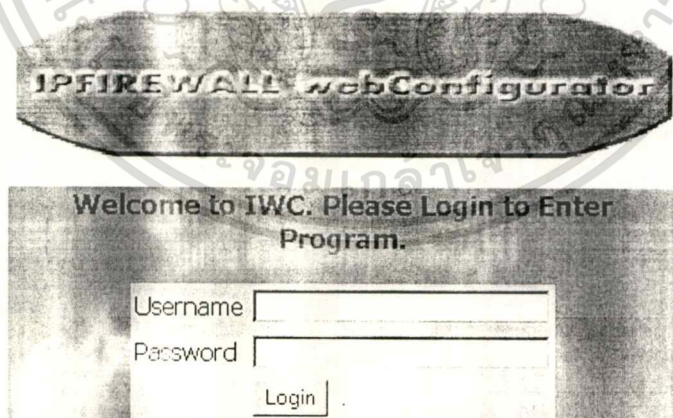 IPFIREWALL webConfigurator
Welcome to IWC. Please Login to Enter
Program.
Username
Password
Login